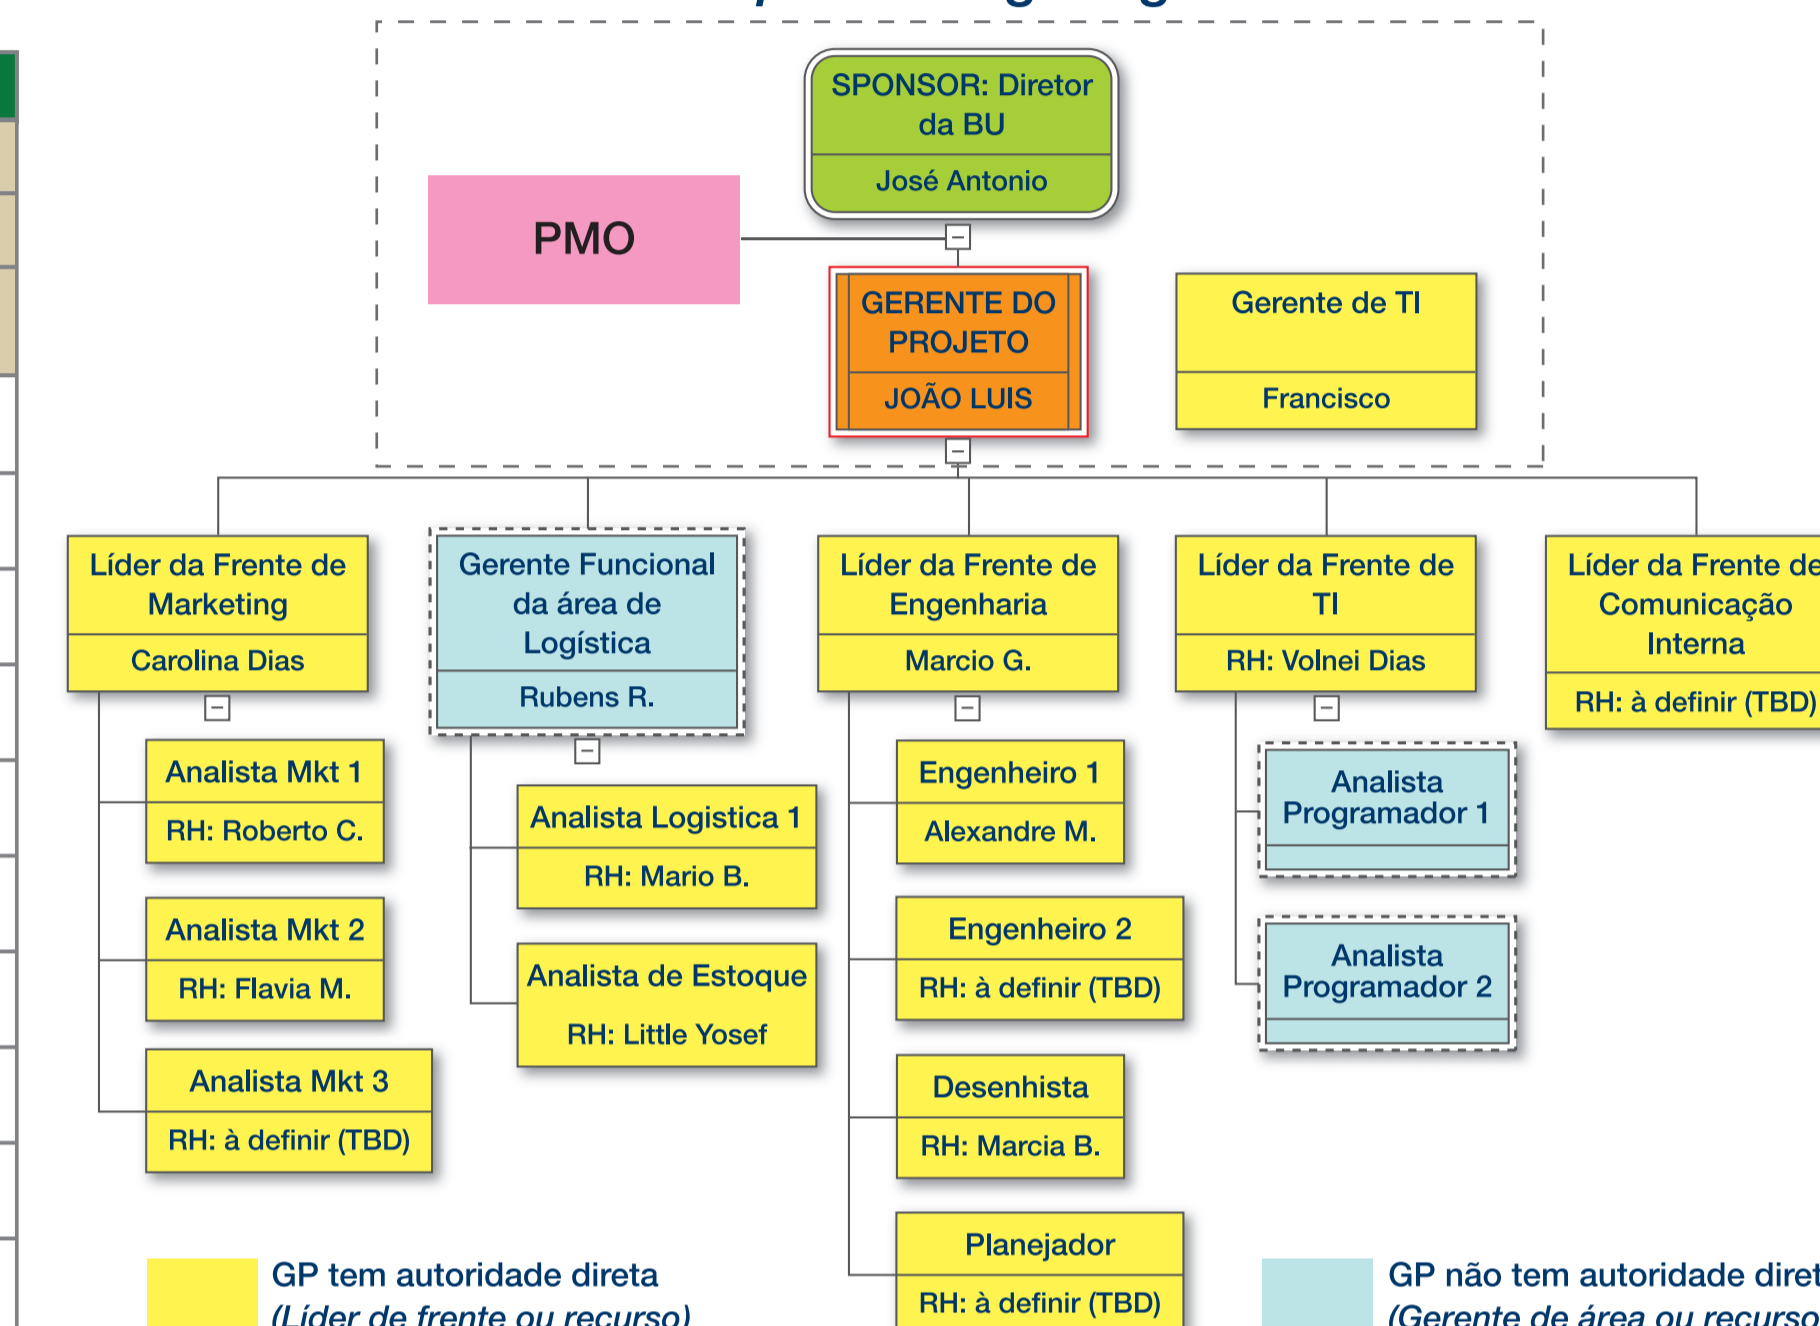 SPONSOR: Diretor
da BU
José Antonio
PMO
GERENTE DO
PROJETO
JOÃO LUIS
Gerente de TI
Francisco
Líder da Frente de
Marketing
Carolina Dias
Gerente Funcional
da área de
Logística
Rubens R.
Líder da Frente de
Engenharia
Marcio G.
Líder da Frente de
TI
RH: Volnei Dias
Líder da Frente de
Comunicação
Interna
RH: à definir (TBD)
Analista Mkt 1
RH: Roberto C.
Analista Mkt 2
RH: Flavia M.
Analista Mkt 3
RH: à definir (TBD)
Analista Logistica 1
RH: Mario B.
Analista de Estoque
RH: Little Yosef
Engenheiro 1
Alexandre M.
Engenheiro 2
RH: à definir (TBD)
Desenhista
RH: Marcia B.
Planejador
RH: à definir (TBD)
Analista
Programador 1
Analista
Programador 2
GP tem autoridade direta
(Líder de frente ou recurso)
GP não tem autoridade diret
(Gerente de área ou recurso